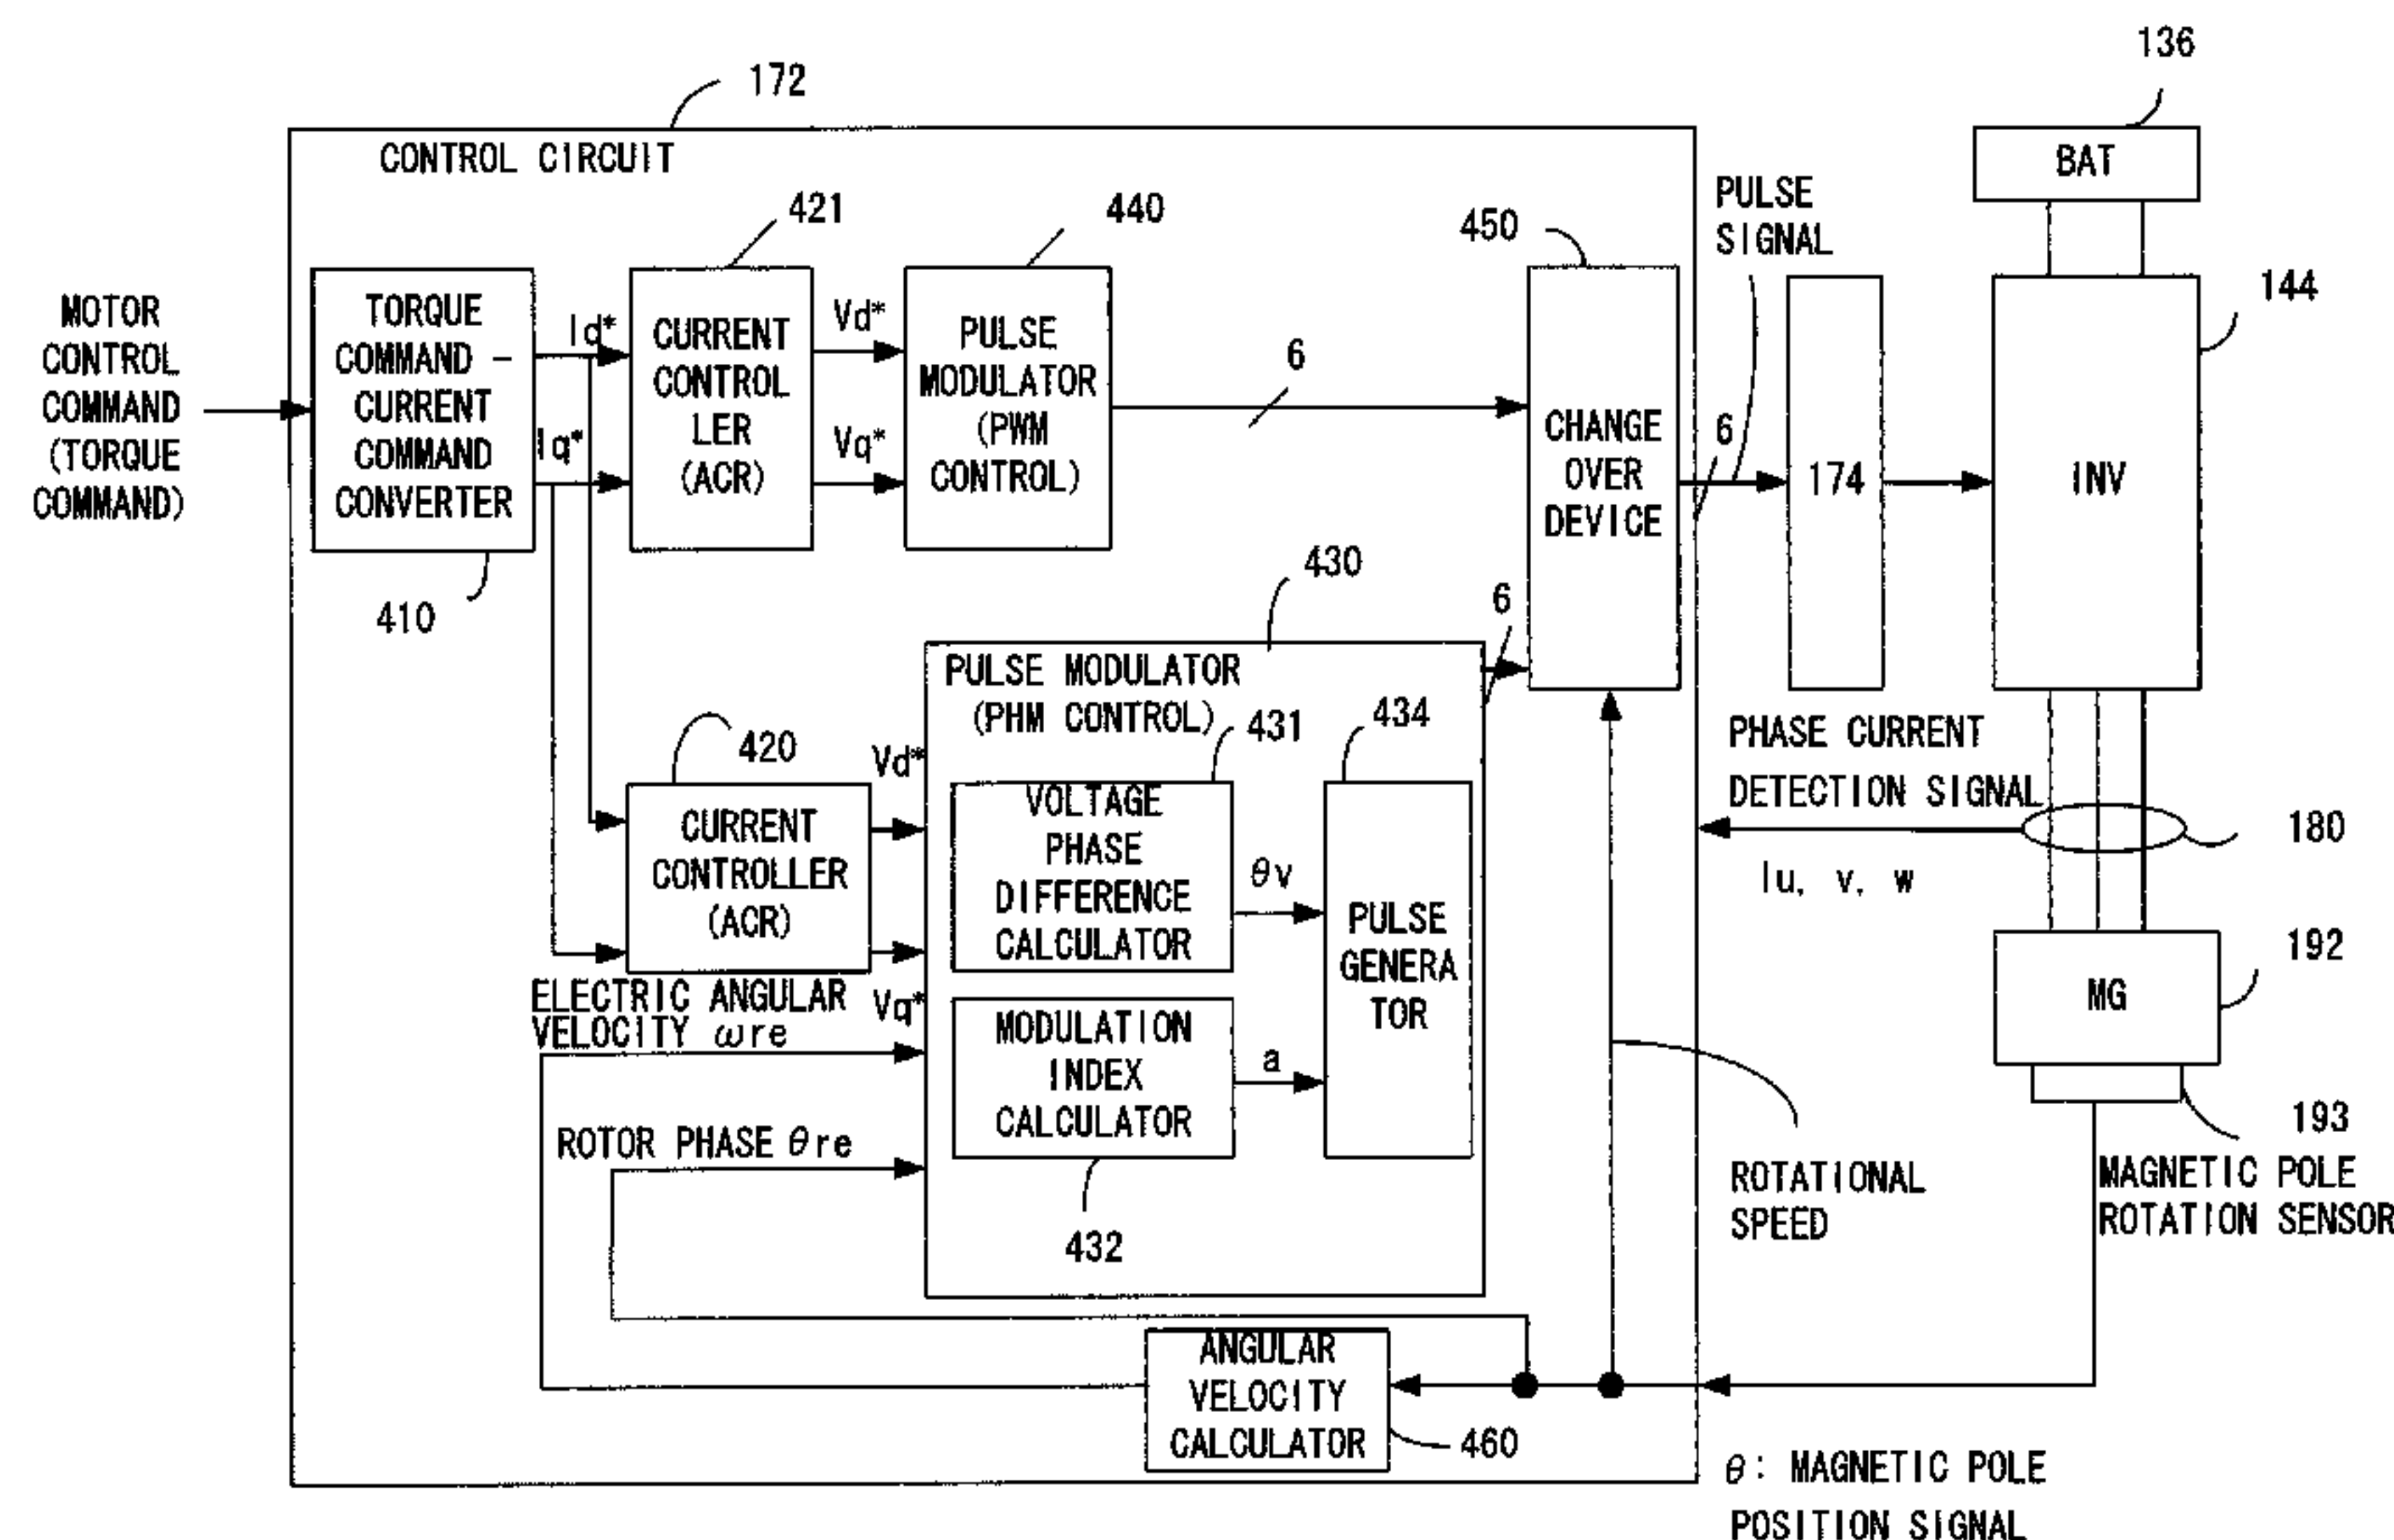 136
172
CONTROL CIRCUIT
BAT
PULSE
SIGNAL
421
440
450
144
MOTOR
CONTROL
COMMAND
(TORQUE
COMMAND)
TORQUE
COMMAND -
CURRENT
COMMAND
CONVERTER
Id*
Iq*
CURRENT
CONTROL
LER
(ACR)
Vd*
Vq*
PULSE
MODULATOR
(PWM
CONTROL)
6
CHANGE
OVER
DEVICE
6
174
INV
410
430
6
PULSE MODULATOR
(PHM CONTROL)
431
434
420
Vd*
CURRENT
CONTROLLER
(ACR)
Vq*
VOLTAGE
PHASE
DIFFERENCE
CALCULATOR
θv
PULSE
GENERA
TOR
PHASE CURRENT
DETECTION SIGNAL
180
Iu, v, w
192
MG
ELECTRIC ANGULAR
VELOCITY ωre
MODULATION
INDEX
CALCULATOR
a
ROTOR PHASE θre
432
193
MAGNETIC POLE
ROTATION SENSOR
ROTATIONAL
SPEED
ANGULAR
VELOCITY
CALCULATOR
460
θ: MAGNETIC POLE
POSITION SIGNAL